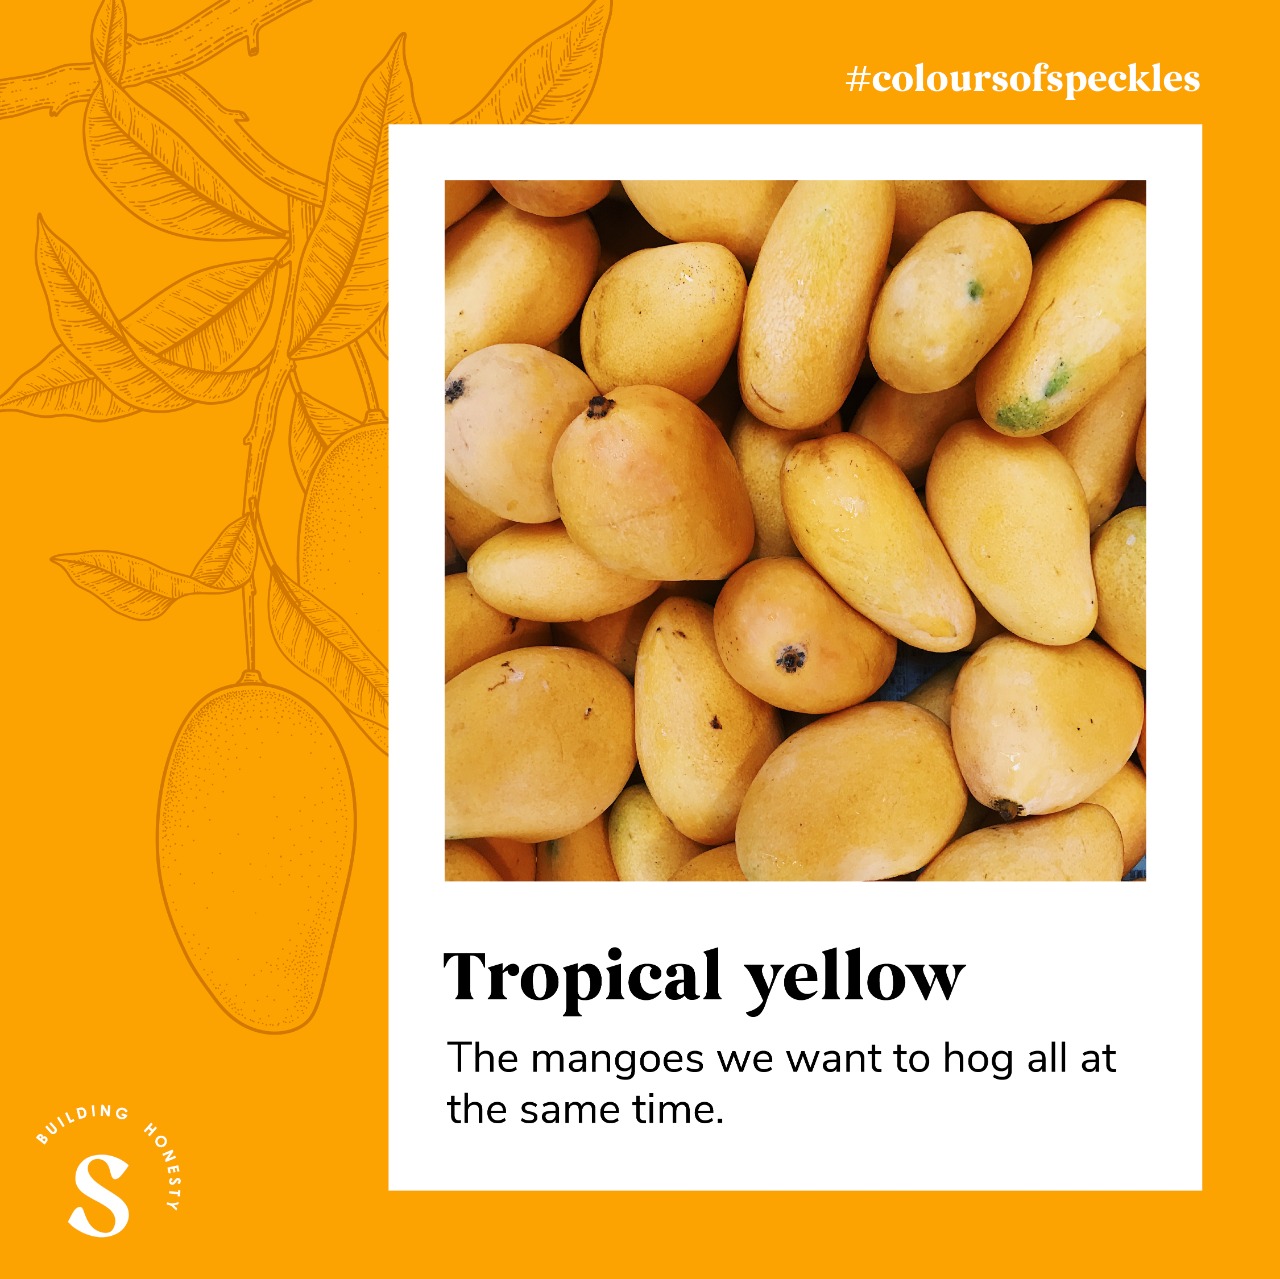 #coloursofspeckles
Tropical yellow
The mangoes we want to hog all at
the same time.
BUILDING HONESTY
S